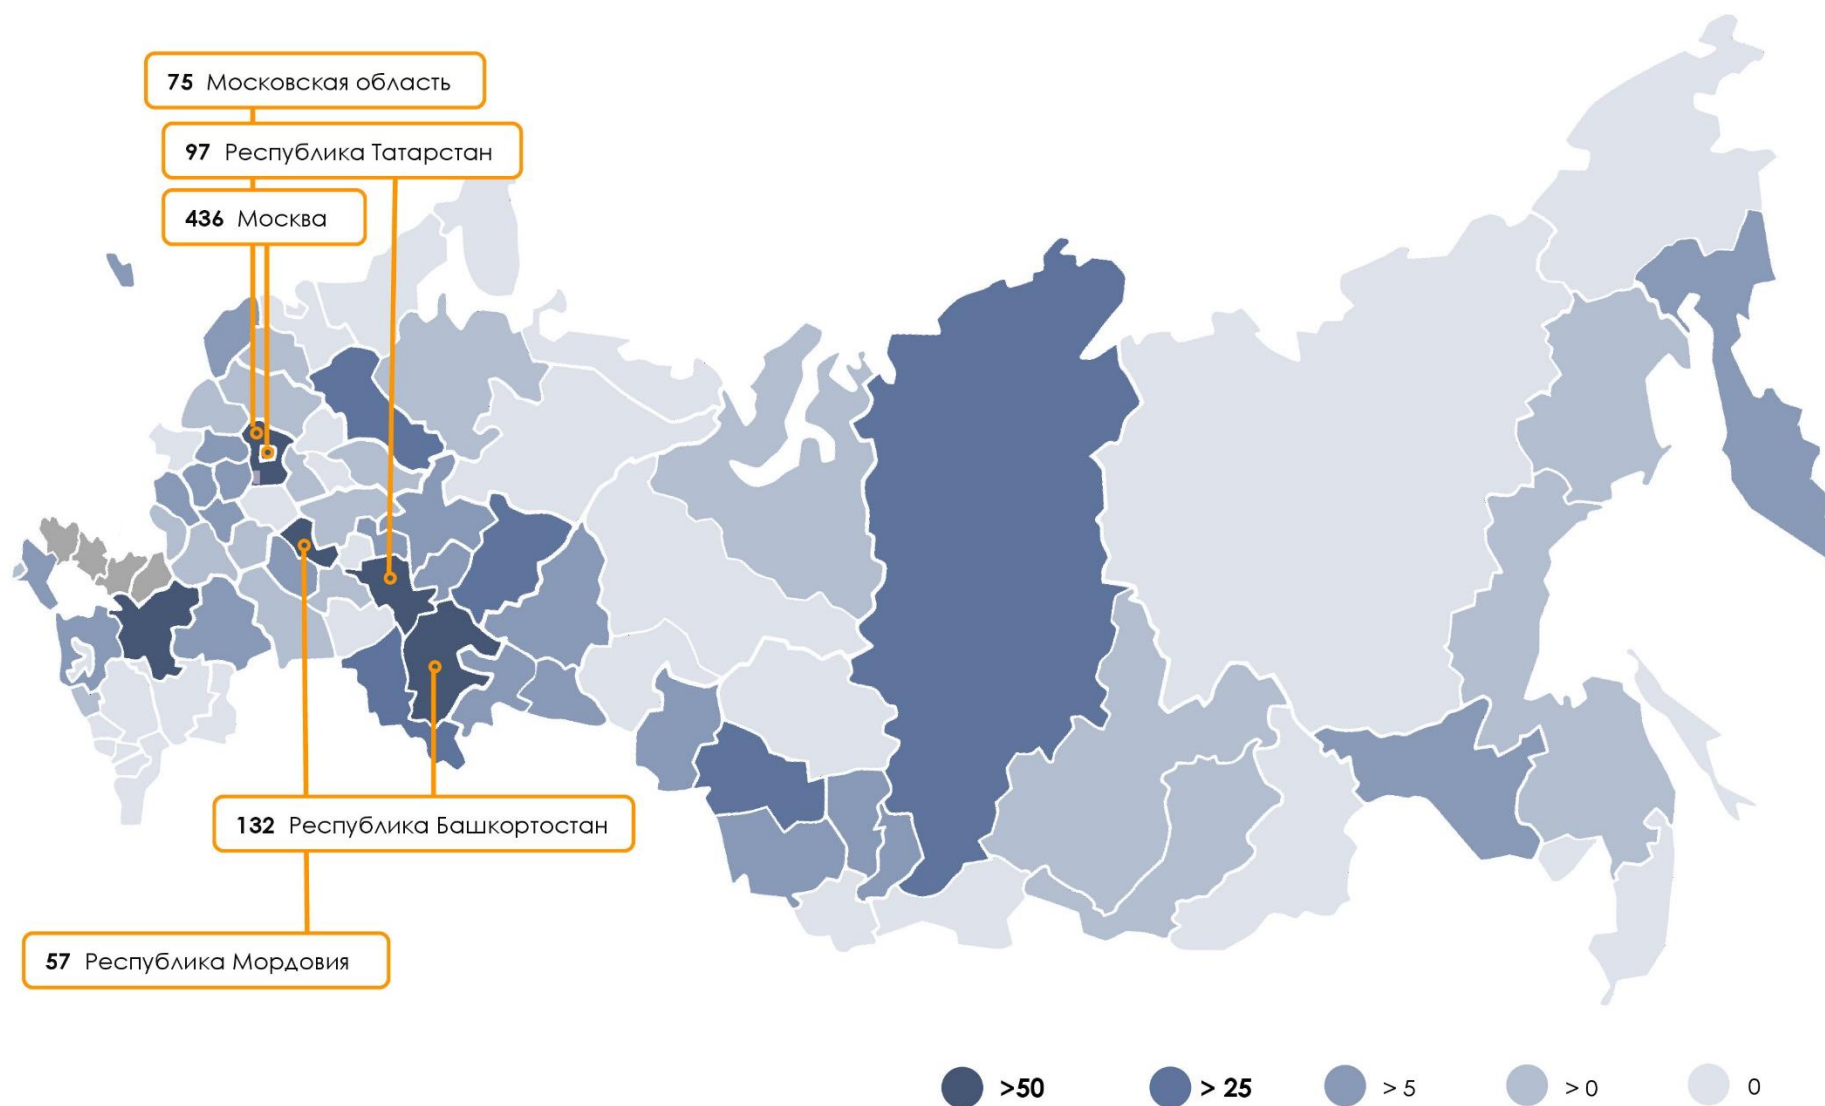 75 Московская область
97 Республика Татарстан
436 Москва
132 Республика Башкортостан
57 Республика Мордовия
>50 > 25 > 5 > 0 0